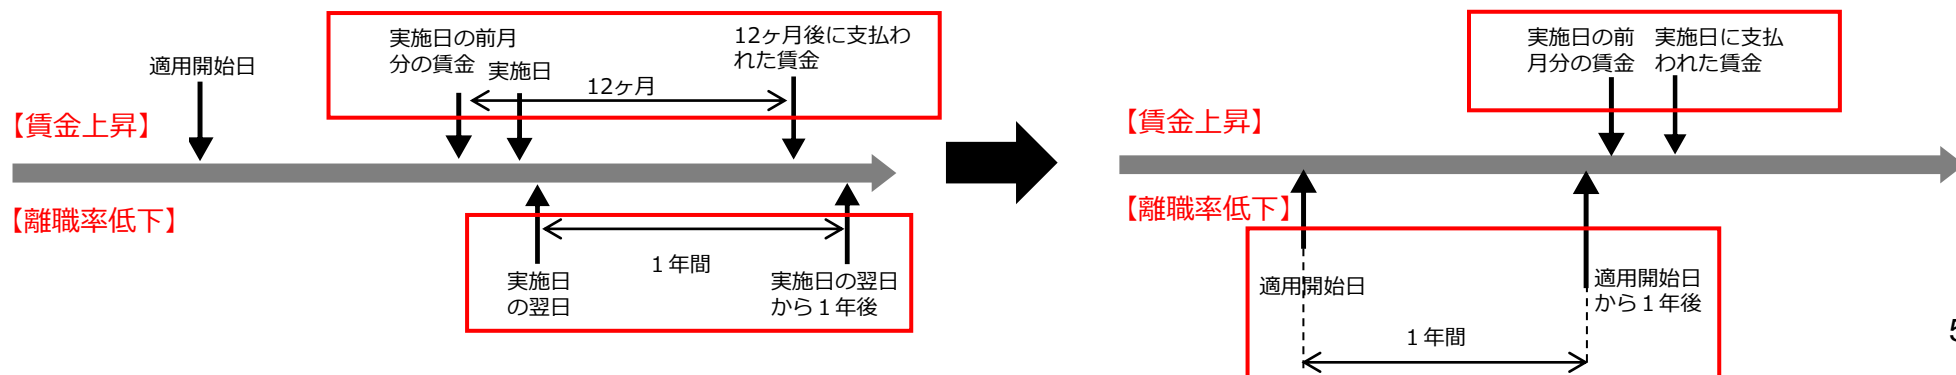 適用開始日
実施日の前月
分の賃金
実施日
12ヶ月
12ヶ月後に支払わ
れた賃金
【賃金上昇】
【離職率低下】
実施日
の翌日
１年間
実施日の翌日
から１年後
実施日の前
月分の賃金
実施日に支払
われた賃金
【賃金上昇】
【離職率低下】
適用開始日
適用開始日
から１年後
１年間
5